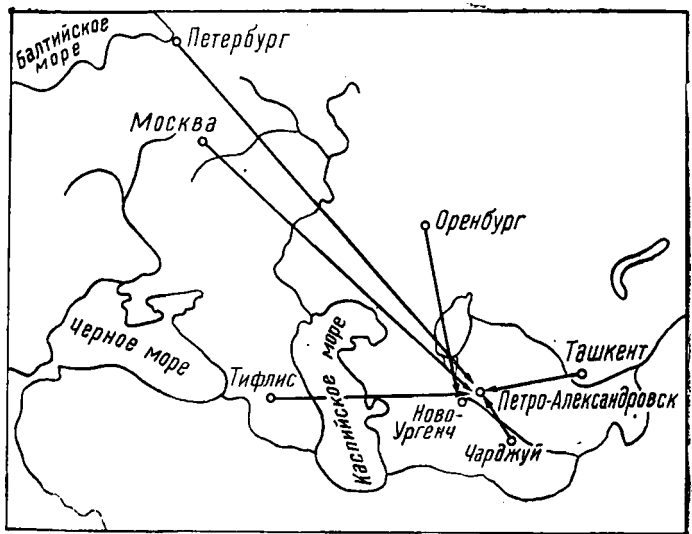 Балтийское
море
Петербург
Москва
Оренбург
Черное море
Каспийское море
Тифлис
Ташкент
Петро-Александровск
Ново-
Ургенч
Чарджуй